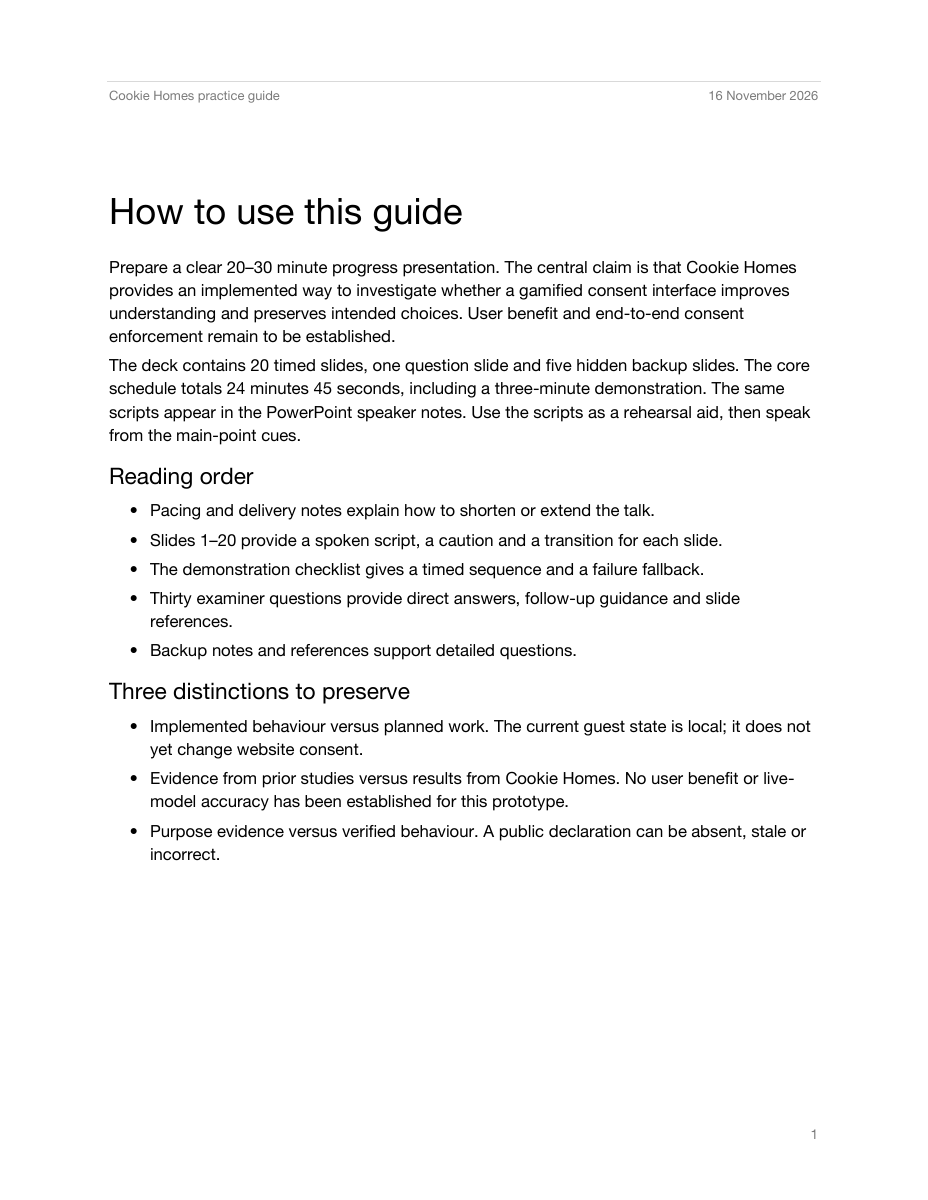 Cookie Homes practice guide
16 November 2026
How to use this guide
Prepare a clear 20–30 minute progress presentation. The central claim is that Cookie Homes
provides an implemented way to investigate whether a gamified consent interface improves
understanding and preserves intended choices. User benefit and end-to-end consent
enforcement remain to be established.
The deck contains 20 timed slides, one question slide and five hidden backup slides. The core
schedule totals 24 minutes 45 seconds, including a three-minute demonstration. The same
scripts appear in the PowerPoint speaker notes. Use the scripts as a rehearsal aid, then speak
from the main-point cues.
Reading order
• Pacing and delivery notes explain how to shorten or extend the talk.
• Slides 1–20 provide a spoken script, a caution and a transition for each slide.
• The demonstration checklist gives a timed sequence and a failure fallback.
• Thirty examiner questions provide direct answers, follow-up guidance and slide
references.
• Backup notes and references support detailed questions.
Three distinctions to preserve
• Implemented behaviour versus planned work. The current guest state is local; it does not
yet change website consent.
• Evidence from prior studies versus results from Cookie Homes. No user benefit or live-
model accuracy has been established for this prototype.
• Purpose evidence versus verified behaviour. A public declaration can be absent, stale or
incorrect.
1